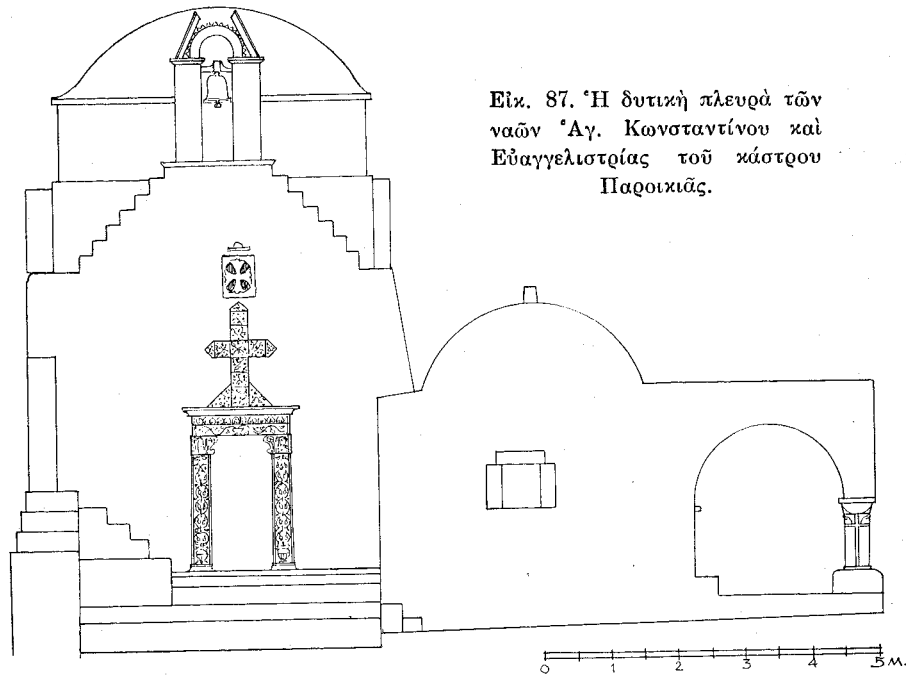 Εἰκ. 87. Ἡ δυτικὴ πλευρὰ τῶν
ναῶν Ἁγ. Κωνσταντίνου καὶ
Εὐαγγελιστρίας τοῦ κάστρου
Παροικιᾶς.
0 1 2 3 4 5 Μ.